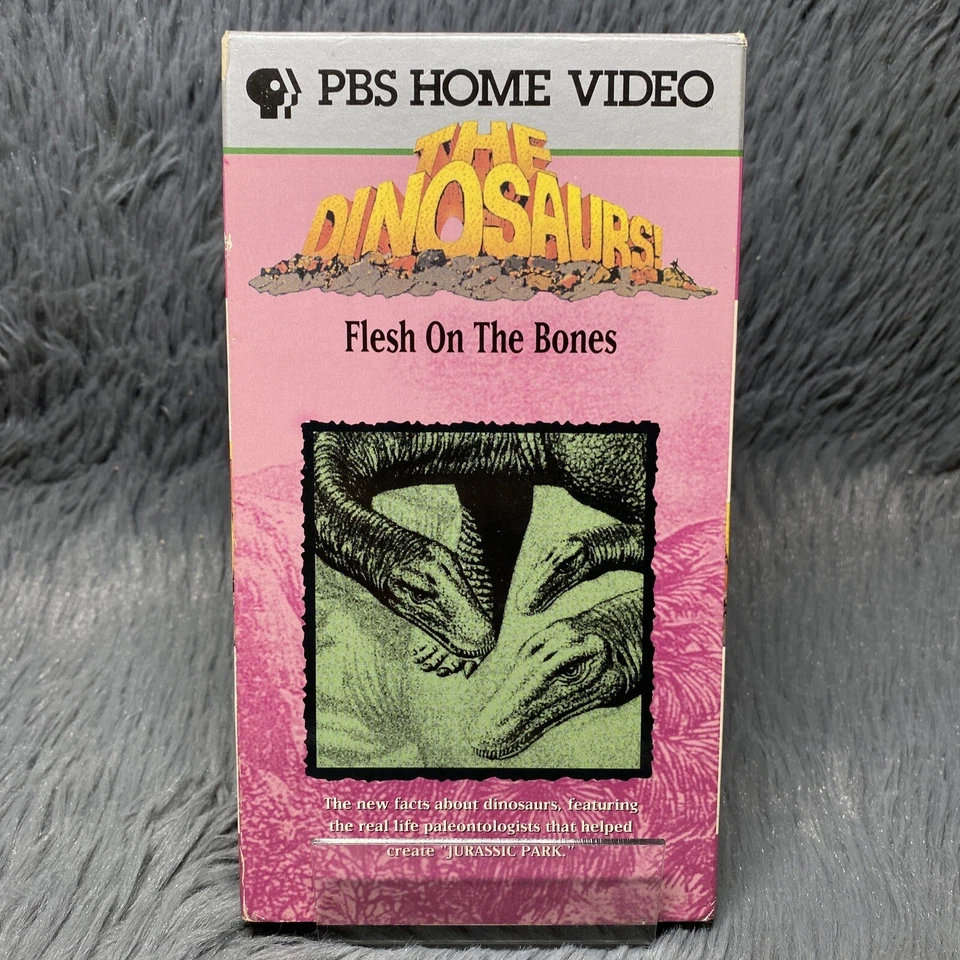 PBS HOME VIDEO
THE
DINOSAURS!
Flesh On The Bones
The new facts about dinosaurs, featuring
the real life paleontologists that helped
create "JURASSIC PARK."